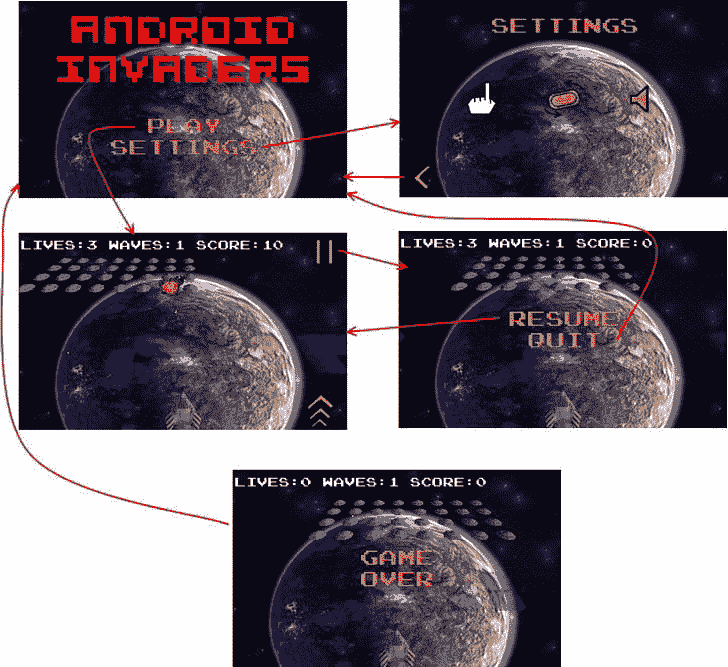 ANDROID
INVADERS
PLAY
SETTINGS
SETTINGS
LIVES:3 WAVES:1 SCORE:10
LIVES:3 WAVES:1 SCORE:0
RESUME
QUIT
LIVES:0 WAVES:1 SCORE:0
GAME
OVER